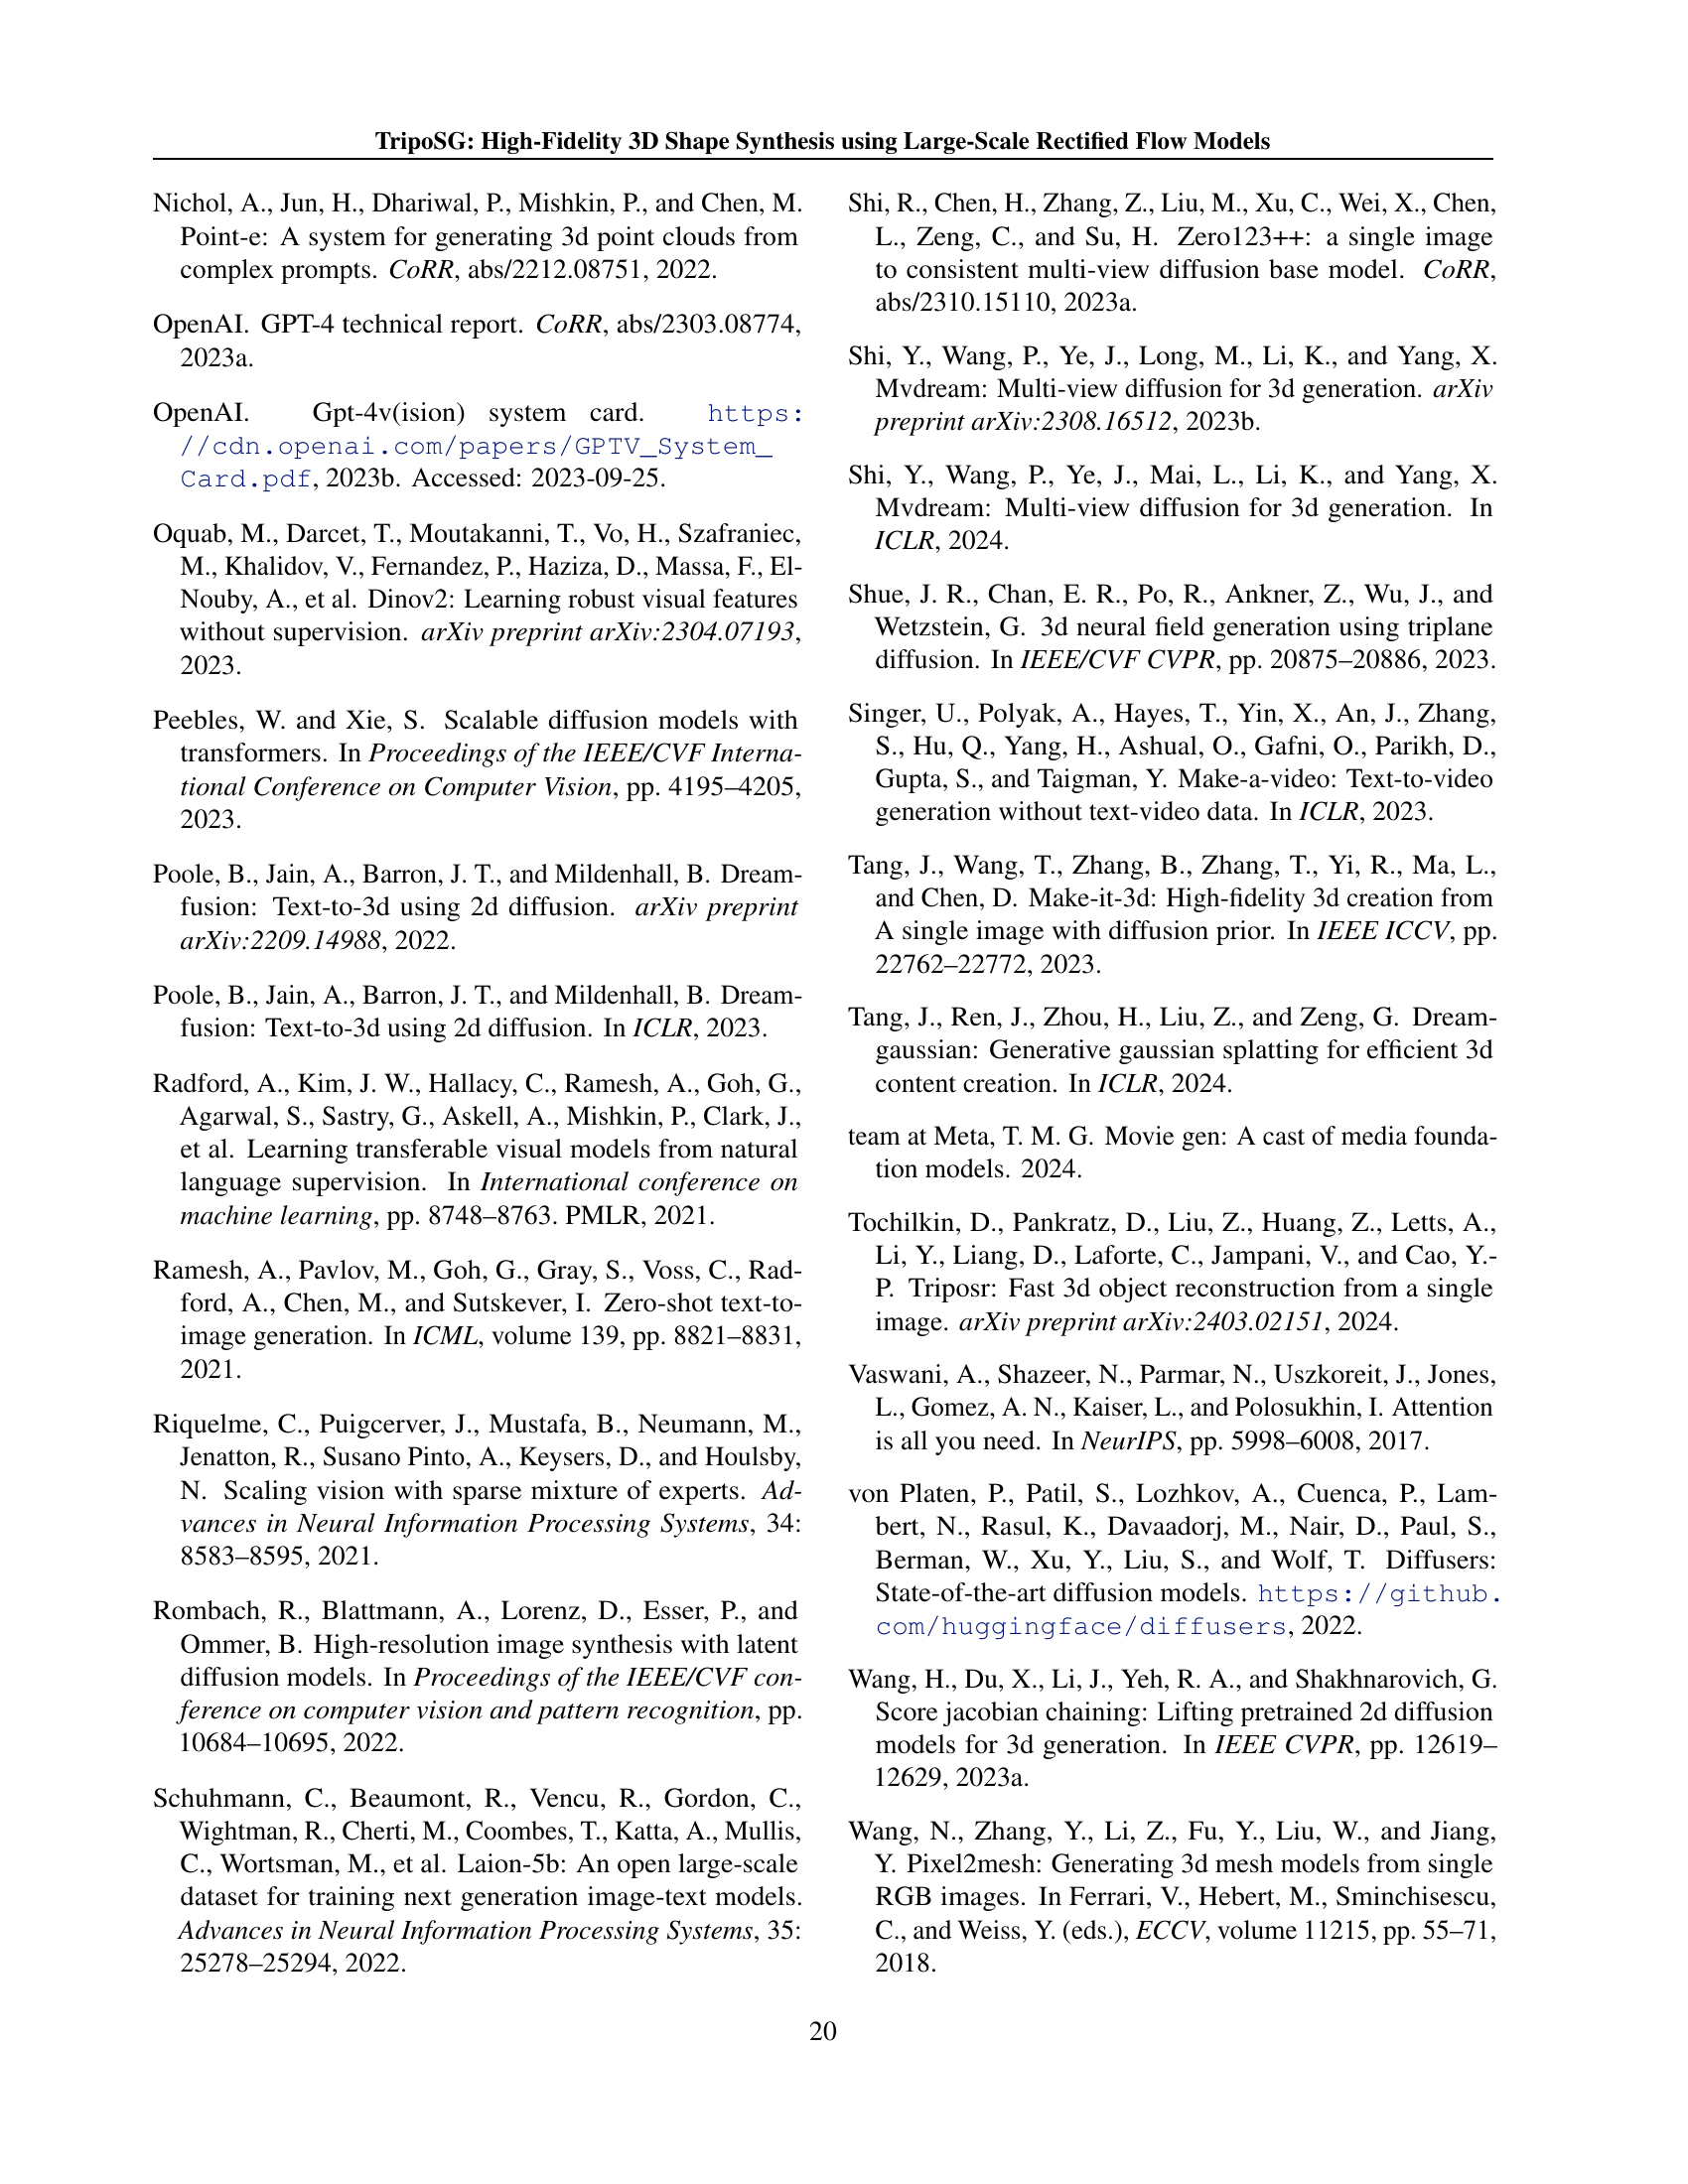 TripoSG: High-Fidelity 3D Shape Synthesis using Large-Scale Rectified Flow Models
Nichol, A., Jun, H., Dhariwal, P., Mishkin, P., and Chen, M.
Point-e: A system for generating 3d point clouds from
complex prompts. CoRR, abs/2212.08751, 2022.
OpenAI. GPT-4 technical report. CoRR, abs/2303.08774,
2023a.
OpenAI. Gpt-4v(ision) system card. https:
//cdn.openai.com/papers/GPTV_System_
Card.pdf, 2023b. Accessed: 2023-09-25.
Oquab, M., Darcet, T., Moutakanni, T., Vo, H., Szafraniec,
M., Khalidov, V., Fernandez, P., Haziza, D., Massa, F., El-
Nouby, A., et al. Dinov2: Learning robust visual features
without supervision. arXiv preprint arXiv:2304.07193,
2023.
Peebles, W. and Xie, S. Scalable diffusion models with
transformers. In Proceedings of the IEEE/CVF Interna-
tional Conference on Computer Vision, pp. 4195–4205,
2023.
Poole, B., Jain, A., Barron, J. T., and Mildenhall, B. Dream-
fusion: Text-to-3d using 2d diffusion. arXiv preprint
arXiv:2209.14988, 2022.
Poole, B., Jain, A., Barron, J. T., and Mildenhall, B. Dream-
fusion: Text-to-3d using 2d diffusion. In ICLR, 2023.
Radford, A., Kim, J. W., Hallacy, C., Ramesh, A., Goh, G.,
Agarwal, S., Sastry, G., Askell, A., Mishkin, P., Clark, J.,
et al. Learning transferable visual models from natural
language supervision. In International conference on
machine learning, pp. 8748–8763. PMLR, 2021.
Ramesh, A., Pavlov, M., Goh, G., Gray, S., Voss, C., Rad-
ford, A., Chen, M., and Sutskever, I. Zero-shot text-to-
image generation. In ICML, volume 139, pp. 8821–8831,
2021.
Riquelme, C., Puigcerver, J., Mustafa, B., Neumann, M.,
Jenatton, R., Susano Pinto, A., Keysers, D., and Houlsby,
N. Scaling vision with sparse mixture of experts. Ad-
vances in Neural Information Processing Systems, 34:
8583–8595, 2021.
Rombach, R., Blattmann, A., Lorenz, D., Esser, P., and
Ommer, B. High-resolution image synthesis with latent
diffusion models. In Proceedings of the IEEE/CVF con-
ference on computer vision and pattern recognition, pp.
10684–10695, 2022.
Schuhmann, C., Beaumont, R., Vencu, R., Gordon, C.,
Wightman, R., Cherti, M., Coombes, T., Katta, A., Mullis,
C., Wortsman, M., et al. Laion-5b: An open large-scale
dataset for training next generation image-text models.
Advances in Neural Information Processing Systems, 35:
25278–25294, 2022.
Shi, R., Chen, H., Zhang, Z., Liu, M., Xu, C., Wei, X., Chen,
L., Zeng, C., and Su, H. Zero123++: a single image
to consistent multi-view diffusion base model. CoRR,
abs/2310.15110, 2023a.
Shi, Y., Wang, P., Ye, J., Long, M., Li, K., and Yang, X.
Mvdream: Multi-view diffusion for 3d generation. arXiv
preprint arXiv:2308.16512, 2023b.
Shi, Y., Wang, P., Ye, J., Mai, L., Li, K., and Yang, X.
Mvdream: Multi-view diffusion for 3d generation. In
ICLR, 2024.
Shue, J. R., Chan, E. R., Po, R., Ankner, Z., Wu, J., and
Wetzstein, G. 3d neural field generation using triplane
diffusion. In IEEE/CVF CVPR, pp. 20875–20886, 2023.
Singer, U., Polyak, A., Hayes, T., Yin, X., An, J., Zhang,
S., Hu, Q., Yang, H., Ashual, O., Gafni, O., Parikh, D.,
Gupta, S., and Taigman, Y. Make-a-video: Text-to-video
generation without text-video data. In ICLR, 2023.
Tang, J., Wang, T., Zhang, B., Zhang, T., Yi, R., Ma, L.,
and Chen, D. Make-it-3d: High-fidelity 3d creation from
A single image with diffusion prior. In IEEE ICCV, pp.
22762–22772, 2023.
Tang, J., Ren, J., Zhou, H., Liu, Z., and Zeng, G. Dream-
gaussian: Generative gaussian splatting for efficient 3d
content creation. In ICLR, 2024.
team at Meta, T. M. G. Movie gen: A cast of media founda-
tion models. 2024.
Tochilkin, D., Pankratz, D., Liu, Z., Huang, Z., Letts, A.,
Li, Y., Liang, D., Laforte, C., Jampani, V., and Cao, Y.-
P. Triposr: Fast 3d object reconstruction from a single
image. arXiv preprint arXiv:2403.02151, 2024.
Vaswani, A., Shazeer, N., Parmar, N., Uszkoreit, J., Jones,
L., Gomez, A. N., Kaiser, L., and Polosukhin, I. Attention
is all you need. In NeurIPS, pp. 5998–6008, 2017.
von Platen, P., Patil, S., Lozhkov, A., Cuenca, P., Lam-
bert, N., Rasul, K., Davaadorj, M., Nair, D., Paul, S.,
Berman, W., Xu, Y., Liu, S., and Wolf, T. Diffusers:
State-of-the-art diffusion models. https://github.
com/huggingface/diffusers, 2022.
Wang, H., Du, X., Li, J., Yeh, R. A., and Shakhnarovich, G.
Score jacobian chaining: Lifting pretrained 2d diffusion
models for 3d generation. In IEEE CVPR, pp. 12619–
12629, 2023a.
Wang, N., Zhang, Y., Li, Z., Fu, Y., Liu, W., and Jiang,
Y. Pixel2mesh: Generating 3d mesh models from single
RGB images. In Ferrari, V., Hebert, M., Sminchisescu,
C., and Weiss, Y. (eds.), ECCV, volume 11215, pp. 55–71,
2018.
20